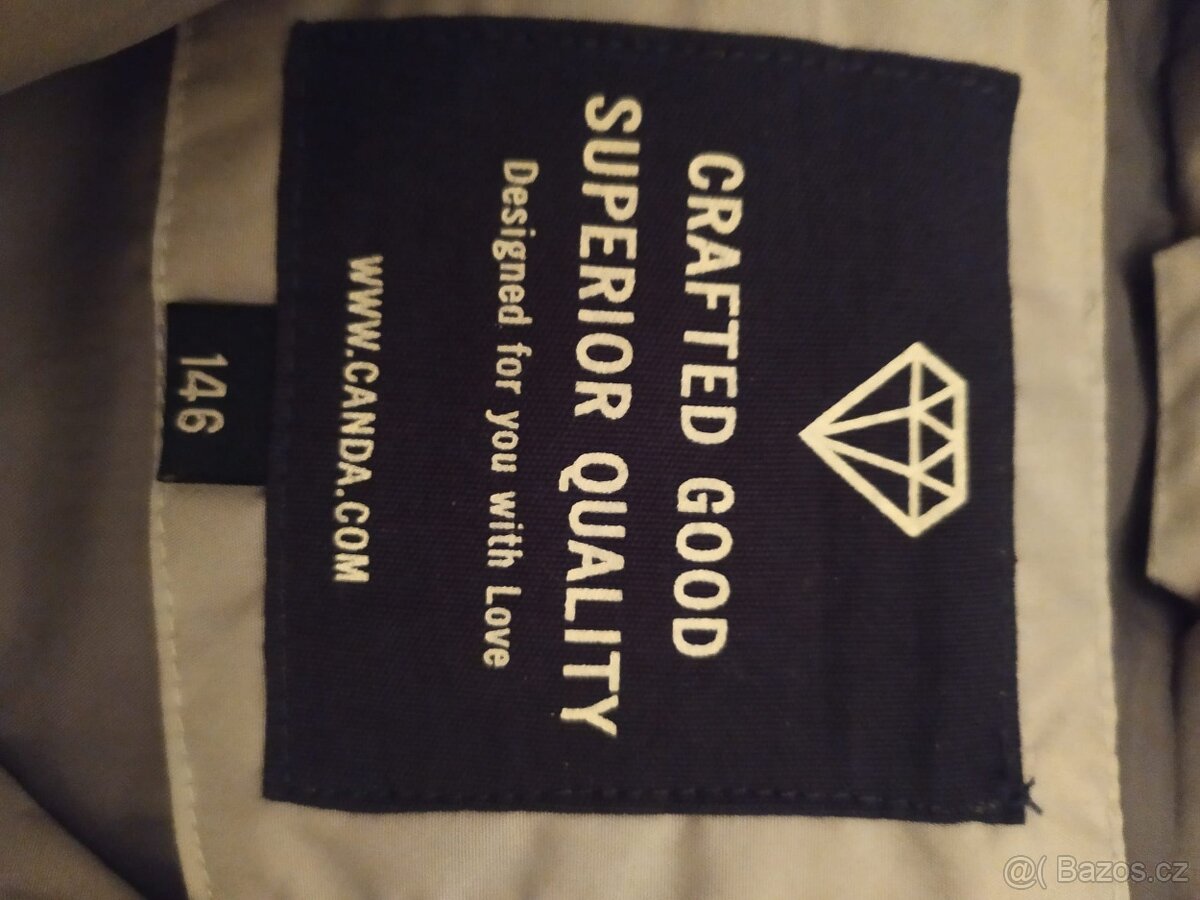 CRAFTED GOOD
SUPERIOR QUALITY
Designed for you with Love
WWW.CANDA.COM
146
@( Bazos.cz